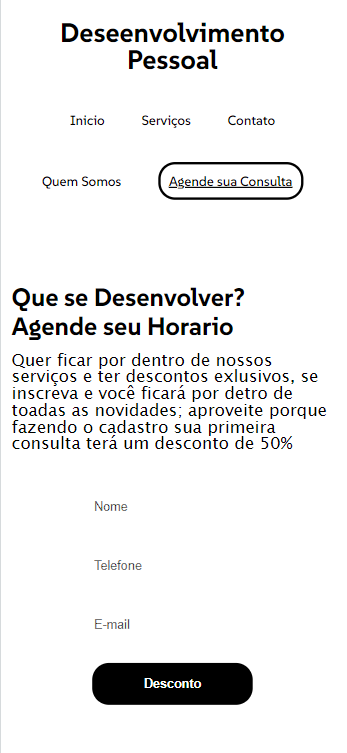 Deseenvolvimento
Pessoal
Inicio Serviços Contato
Quem Somos Agende sua Consulta
Que se Desenvolver?
Agende seu Horario
Quer ficar por dentro de nossos
serviços e ter descontos exlusivos, se
inscreva e você ficará por detro de
toadas as novidades; aproveite porque
fazendo o cadastro sua primeira
consulta terá um desconto de 50%
Nome
Telefone
E-mail
Desconto